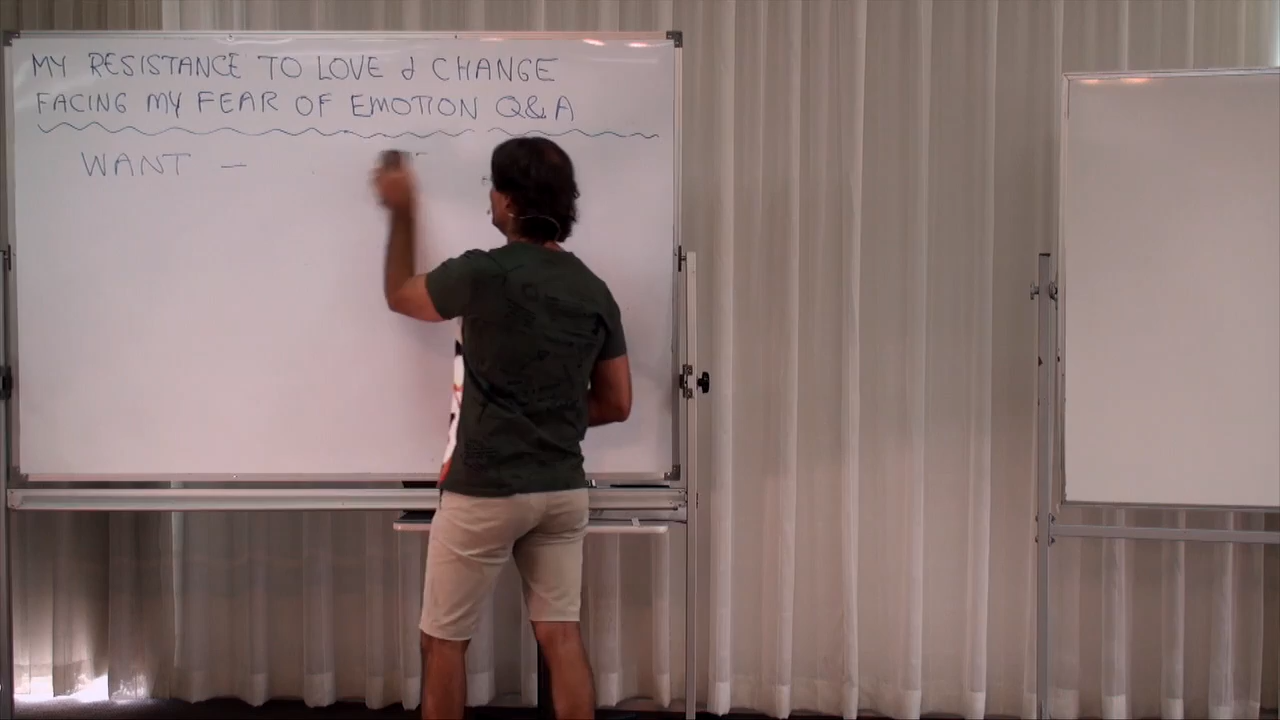 MY RESISTANCE TO LOVE & CHANGE
FACING MY FEAR OF EMOTION Q&A
WANT –